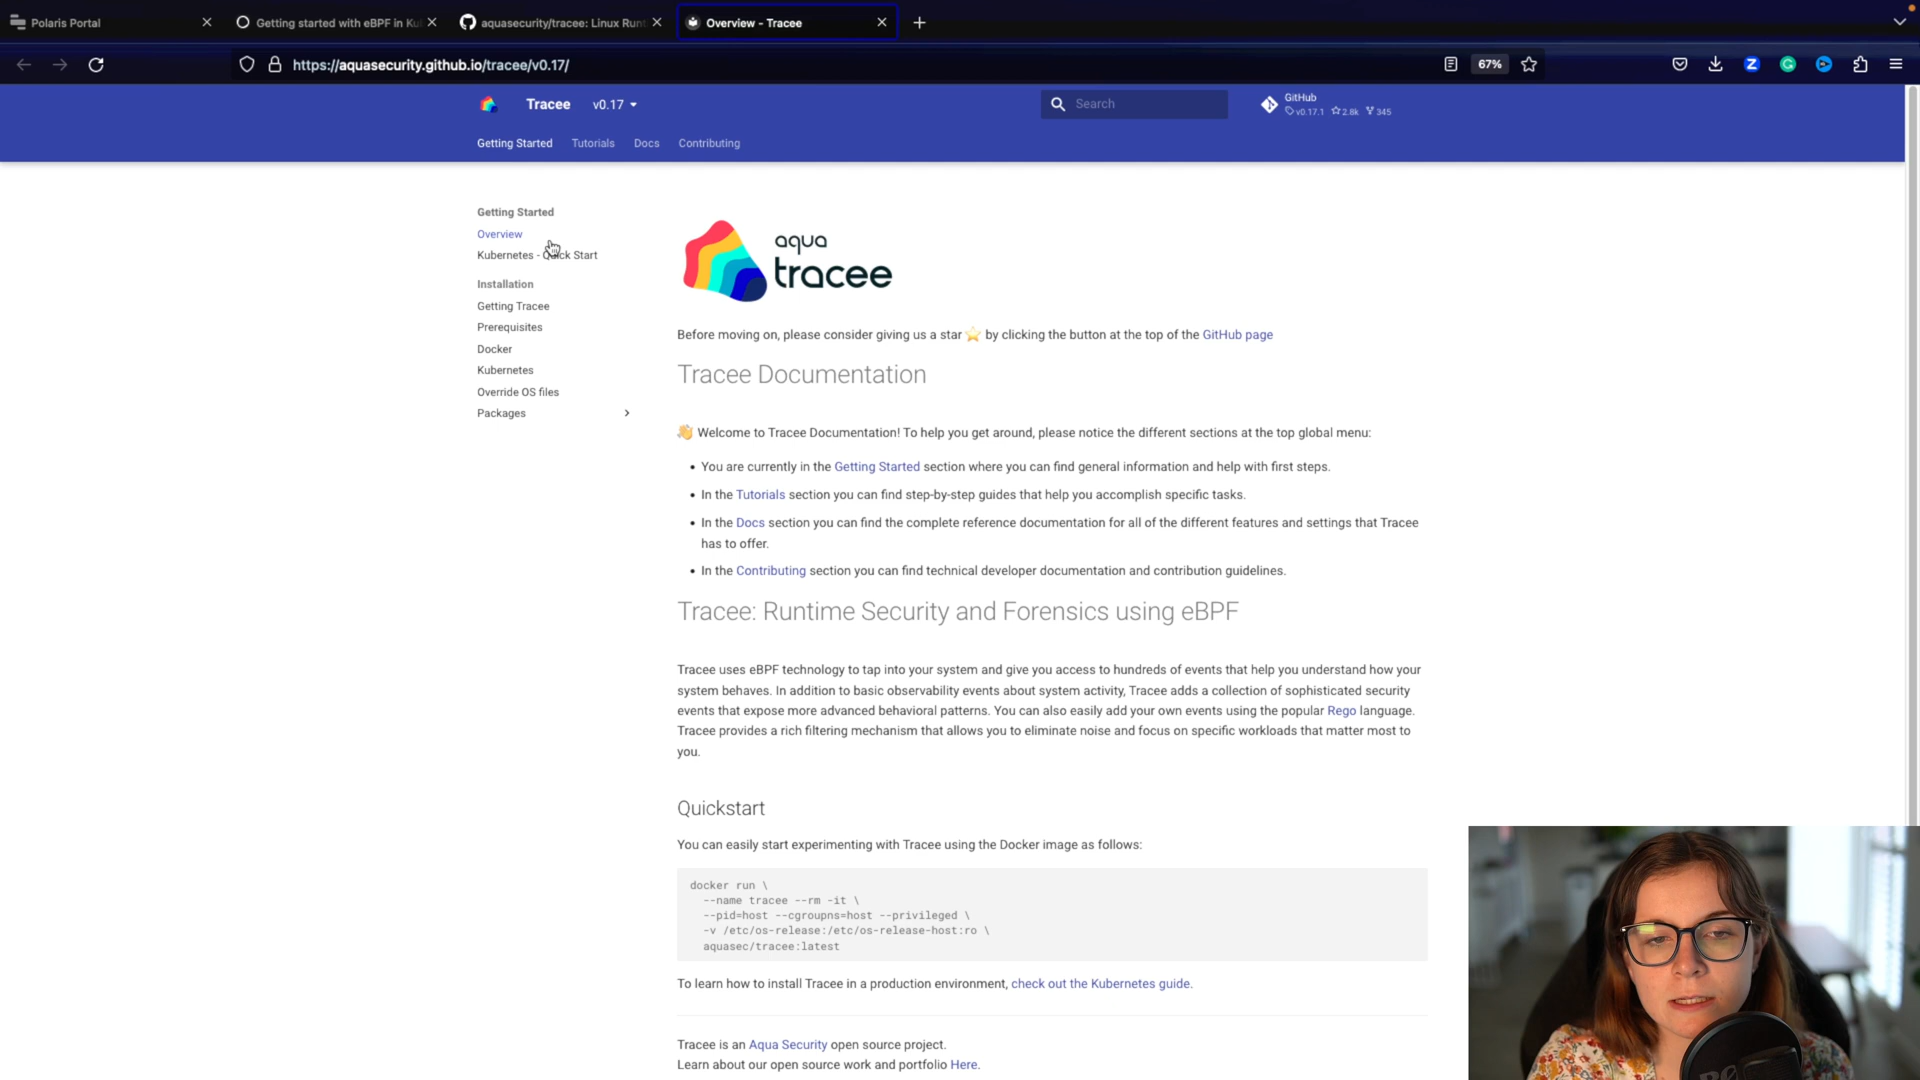 Polaris Portal
Getting started with eBPF in Ku
aquasecurity/tracee: Linux Runt
Overview - Tracee
https://aquasecurity.github.io/tracee/v0.17/
67%
Tracee
v0.17
Search
GitHub
v0.17.1 2.8k 345
Getting Started
Tutorials
Docs
Contributing
Getting Started
Overview
Kubernetes - Quick Start
Installation
Getting Tracee
Prerequisites
Docker
Kubernetes
Override OS files
Packages
aqua
tracee
Before moving on, please consider giving us a star ⭐ by clicking the button at the top of the GitHub page
Tracee Documentation
👋 Welcome to Tracee Documentation! To help you get around, please notice the different sections at the top global menu:
• You are currently in the Getting Started section where you can find general information and help with first steps.
• In the Tutorials section you can find step-by-step guides that help you accomplish specific tasks.
• In the Docs section you can find the complete reference documentation for all of the different features and settings that Tracee
has to offer.
• In the Contributing section you can find technical developer documentation and contribution guidelines.
Tracee: Runtime Security and Forensics using eBPF
Tracee uses eBPF technology to tap into your system and give you access to hundreds of events that help you understand how your
system behaves. In addition to basic observability events about system activity, Tracee adds a collection of sophisticated security
events that expose more advanced behavioral patterns. You can also easily add your own events using the popular Rego language.
Tracee provides a rich filtering mechanism that allows you to eliminate noise and focus on specific workloads that matter most to
you.
Quickstart
You can easily start experimenting with Tracee using the Docker image as follows:
docker run \
--name tracee --rm -it \
--pid=host --cgroupns=host --privileged \
-v /etc/os-release:/etc/os-release-host:ro \
aquasec/tracee:latest
To learn how to install Tracee in a production environment, check out the Kubernetes guide.
Tracee is an Aqua Security open source project.
Learn about our open source work and portfolio Here.